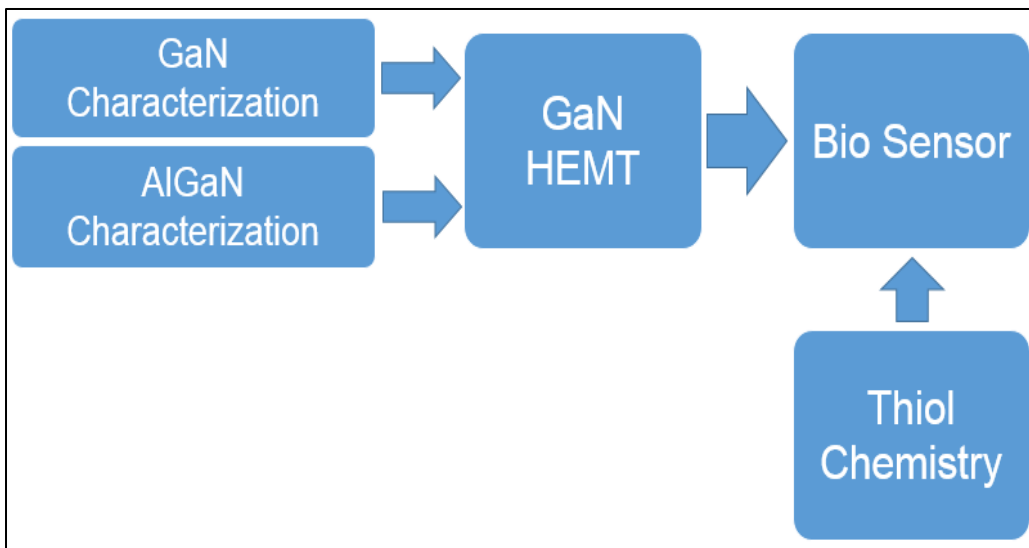 GaN
Characterization
AlGaN
Characterization
GaN
HEMT
Bio Sensor
Thiol
Chemistry